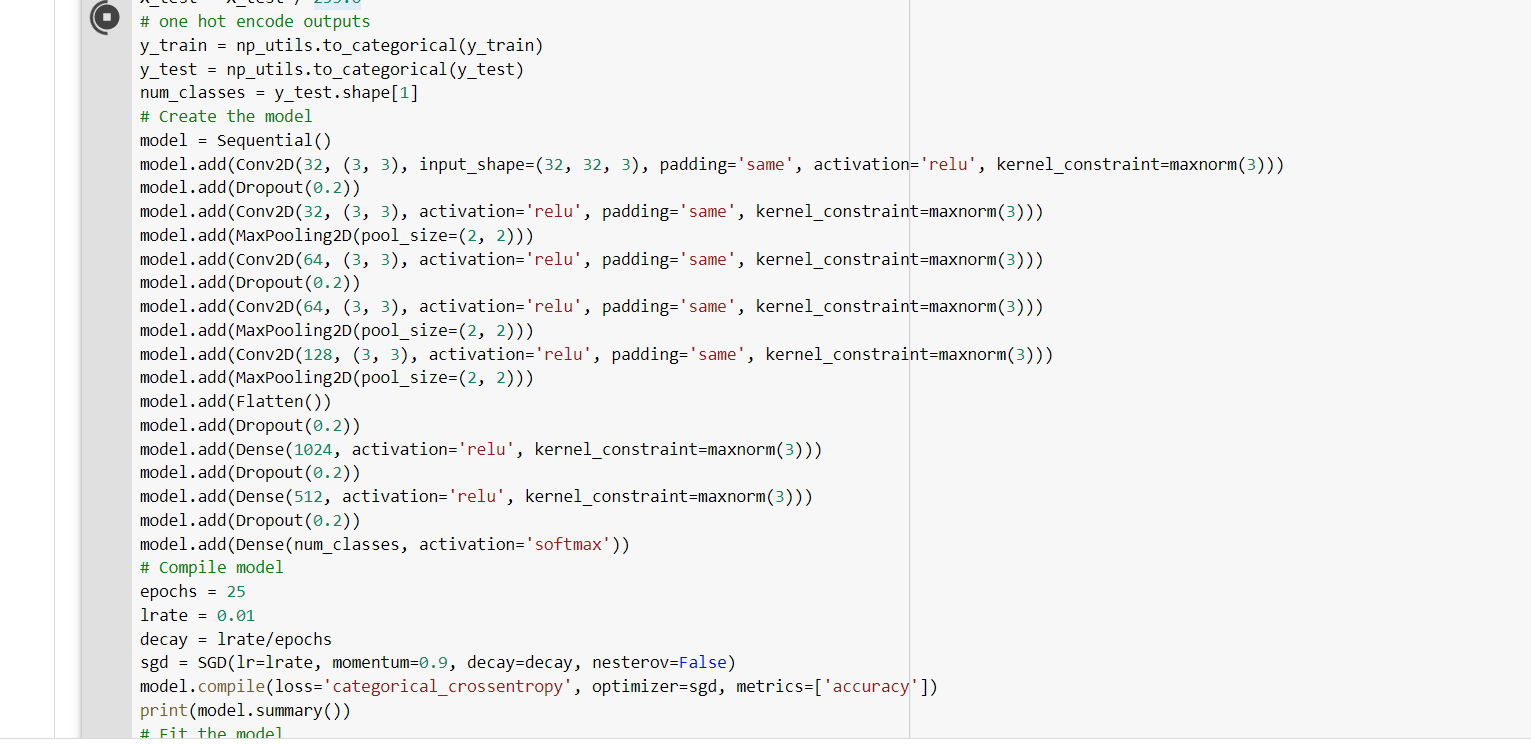 # one hot encode outputs
y_train = np_utils.to_categorical(y_train)
y_test = np_utils.to_categorical(y_test)
num_classes = y_test.shape[1]
# Create the model
model = Sequential()
model.add(Conv2D(32, (3, 3), input_shape=(32, 32, 3), padding='same', activation='relu', kernel_constraint=maxnorm(3)))
model.add(Dropout(0.2))
model.add(Conv2D(32, (3, 3), activation='relu', padding='same', kernel_constraint=maxnorm(3)))
model.add(MaxPooling2D(pool_size=(2, 2)))
model.add(Conv2D(64, (3, 3), activation='relu', padding='same', kernel_constraint=maxnorm(3)))
model.add(Dropout(0.2))
model.add(Conv2D(64, (3, 3), activation='relu', padding='same', kernel_constraint=maxnorm(3)))
model.add(MaxPooling2D(pool_size=(2, 2)))
model.add(Conv2D(128, (3, 3), activation='relu', padding='same', kernel_constraint=maxnorm(3)))
model.add(MaxPooling2D(pool_size=(2, 2)))
model.add(Flatten())
model.add(Dropout(0.2))
model.add(Dense(1024, activation='relu', kernel_constraint=maxnorm(3)))
model.add(Dropout(0.2))
model.add(Dense(512, activation='relu', kernel_constraint=maxnorm(3)))
model.add(Dropout(0.2))
model.add(Dense(num_classes, activation='softmax'))
# Compile model
epochs = 25
lrate = 0.01
decay = lrate/epochs
sgd = SGD(lr=lrate, momentum=0.9, decay=decay, nesterov=False)
model.compile(loss='categorical_crossentropy', optimizer=sgd, metrics=['accuracy'])
print(model.summary())
# Fit the model